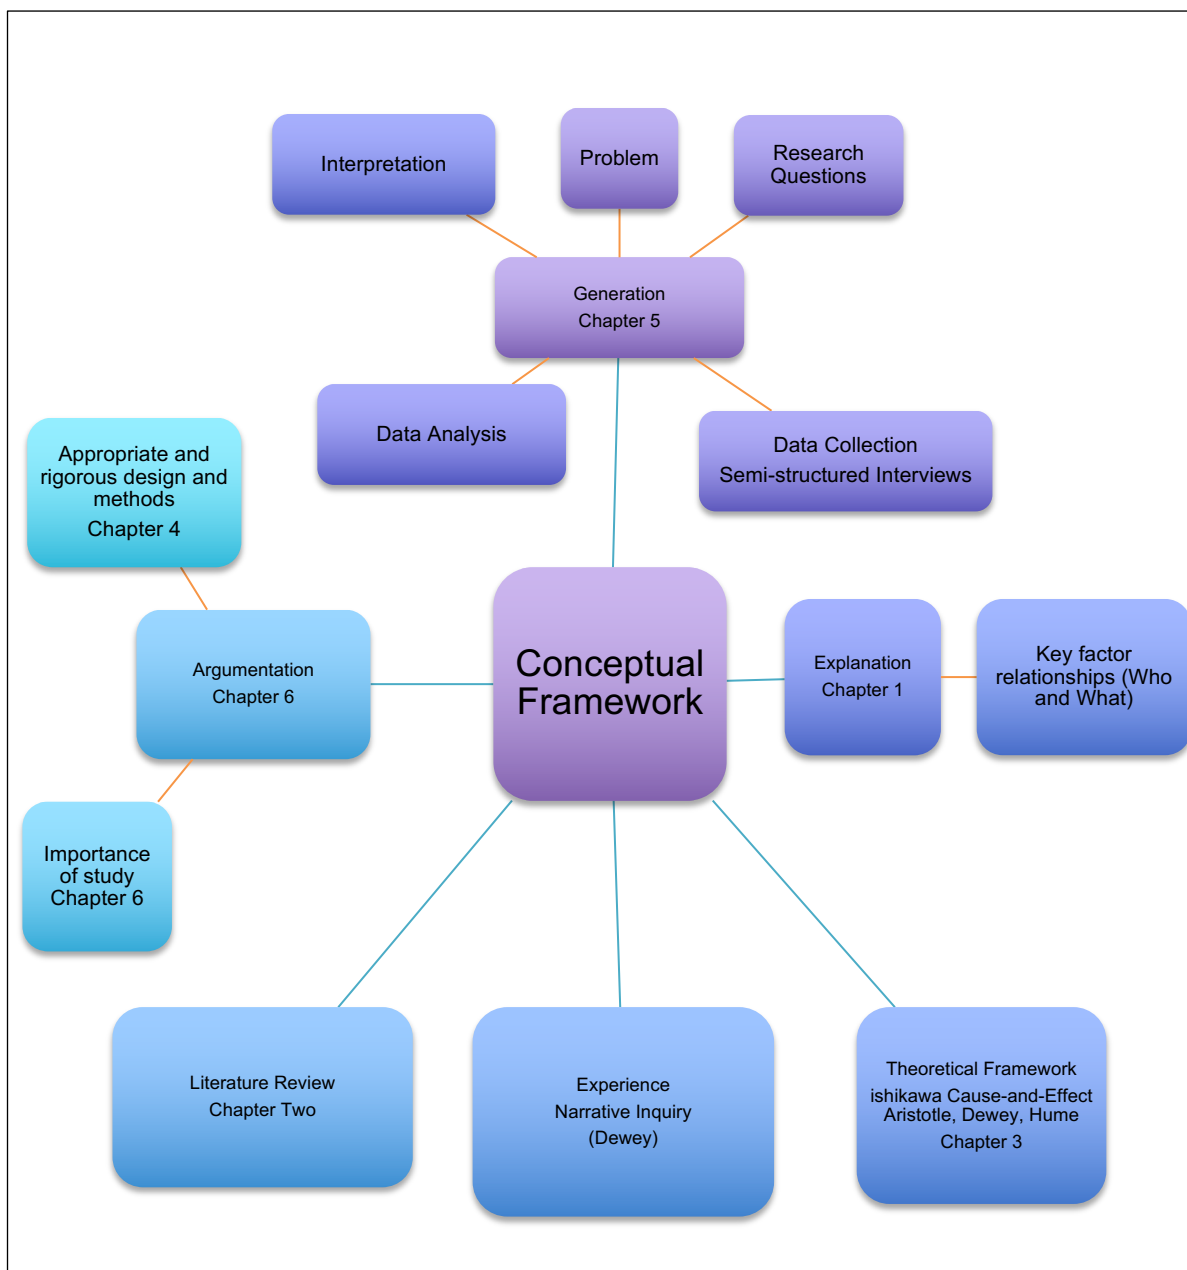 Interpretation
Problem
Research
Questions
Generation
Chapter 5
Data Analysis
Data Collection
Semi-structured Interviews
Appropriate and
rigorous design and
methods
Chapter 4
Argumentation
Chapter 6
Conceptual
Framework
Explanation
Chapter 1
Key factor
relationships (Who
and What)
Importance
of study
Chapter 6
Literature Review
Chapter Two
Experience
Narrative Inquiry
(Dewey)
Theoretical Framework
ishikawa Cause-and-Effect
Aristotle, Dewey, Hume
Chapter 3